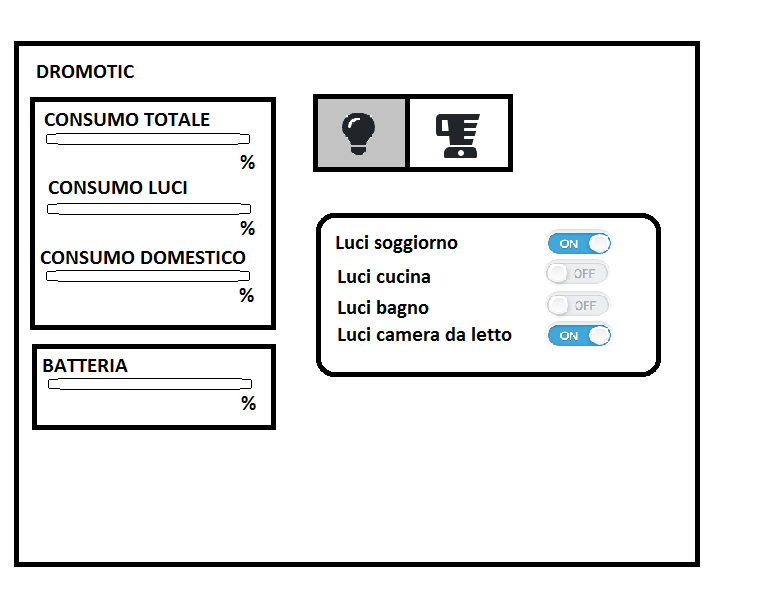 DROMOTIC
CONSUMO TOTALE
%
CONSUMO LUCI
%
CONSUMO DOMESTICO
%
BATTERIA
%
Luci soggiorno ON
Luci cucina OFF
Luci bagno OFF
Luci camera da letto ON